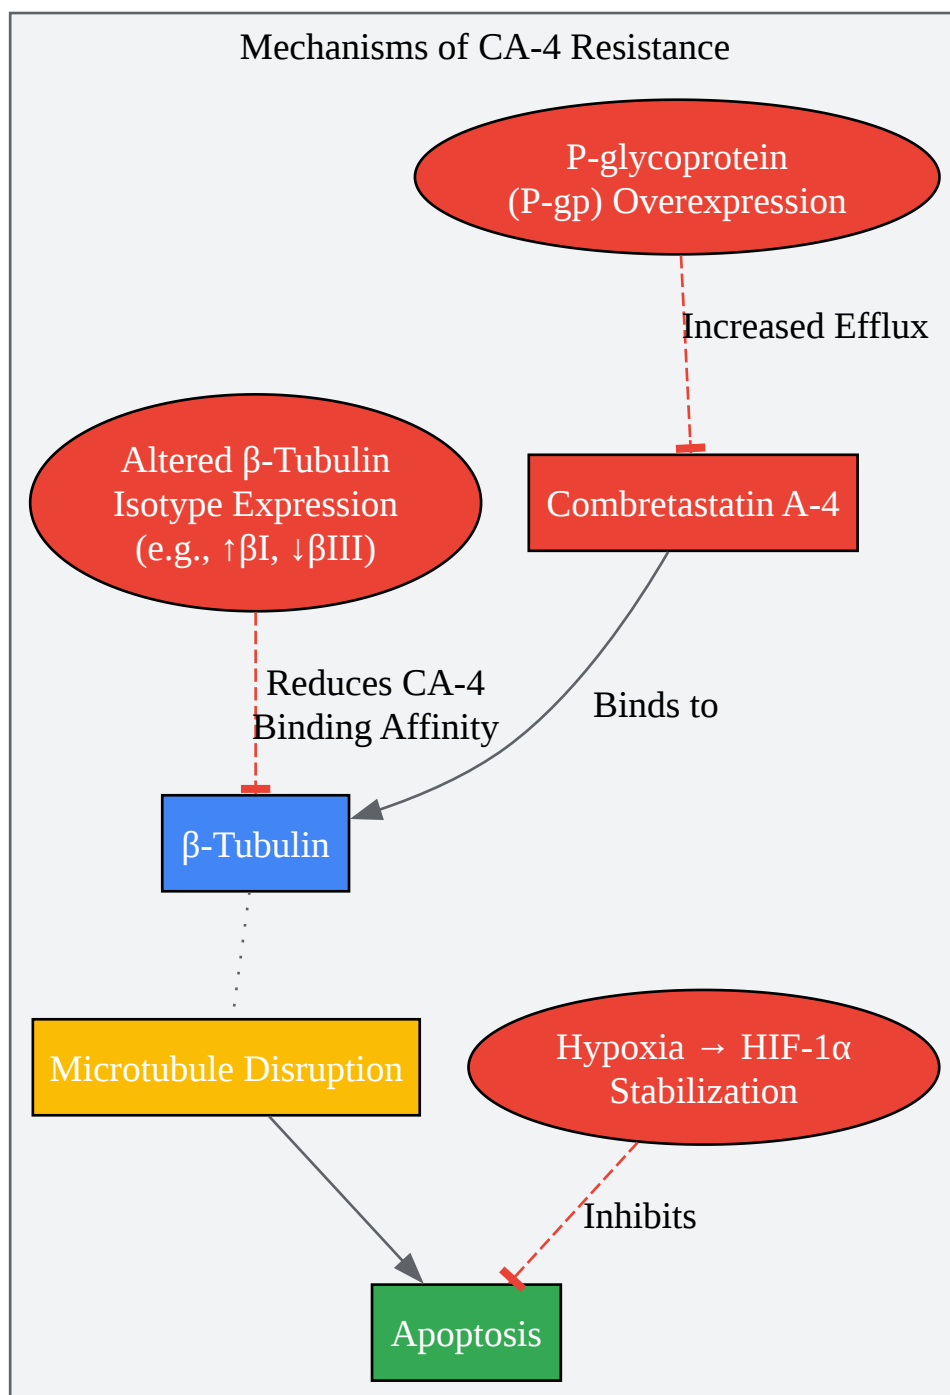 Mechanisms of CA-4 Resistance
P-glycoprotein
(P-gp) Overexpression
Increased Efflux
Altered β-Tubulin
Isotype Expression
(e.g., ↑βI, ↓βIII)
Combretastatin A-4
Reduces CA-4
Binding Affinity
Binds to
β-Tubulin
Microtubule Disruption
Hypoxia → HIF-1α
Stabilization
Inhibits
Apoptosis